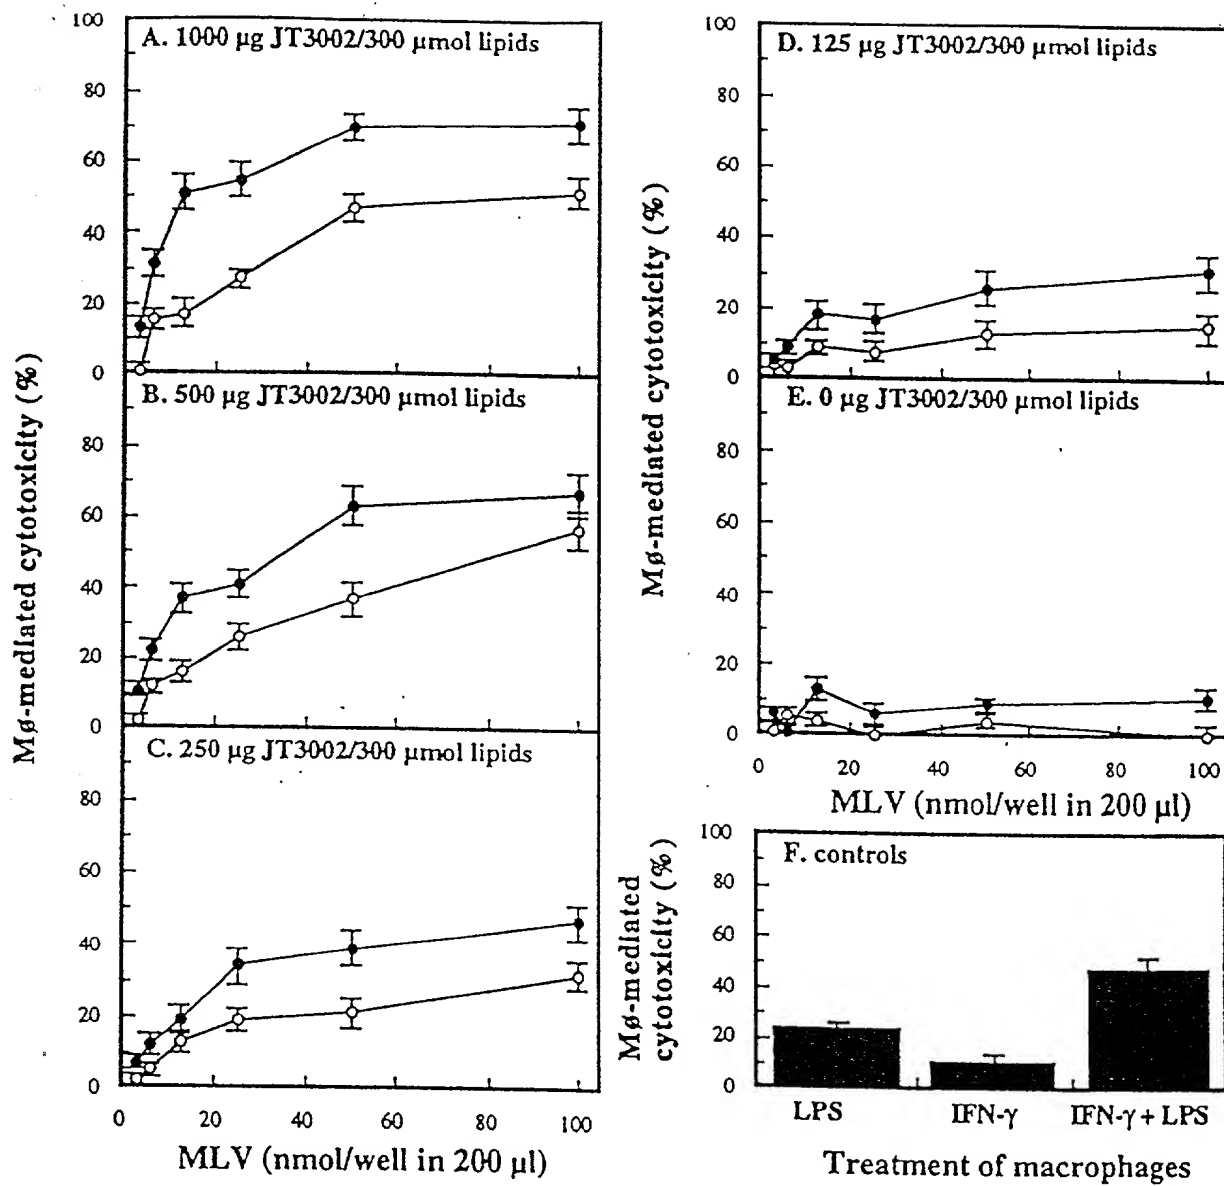 Mø-mediated cytotoxicity (%)
A. 1000 µg JT3002/300 µmol lipids
100
80
60
40
20
0
B. 500 µg JT3002/300 µmol lipids
80
60
40
20
0
C. 250 µg JT3002/300 µmol lipids
80
60
40
20
0
0 20 40 60 80 100
MLV (nmol/well in 200 µl)
Mø-mediated cytotoxicity (%)
D. 125 µg JT3002/300 µmol lipids
100
80
60
40
20
0
E. 0 µg JT3002/300 µmol lipids
80
60
40
20
0
0 20 40 60 80 100
MLV (nmol/well in 200 µl)
Mø-mediated
cytotoxicity (%)
F. controls
100
80
60
40
20
0
LPS IFN-γ IFN-γ + LPS
Treatment of macrophages